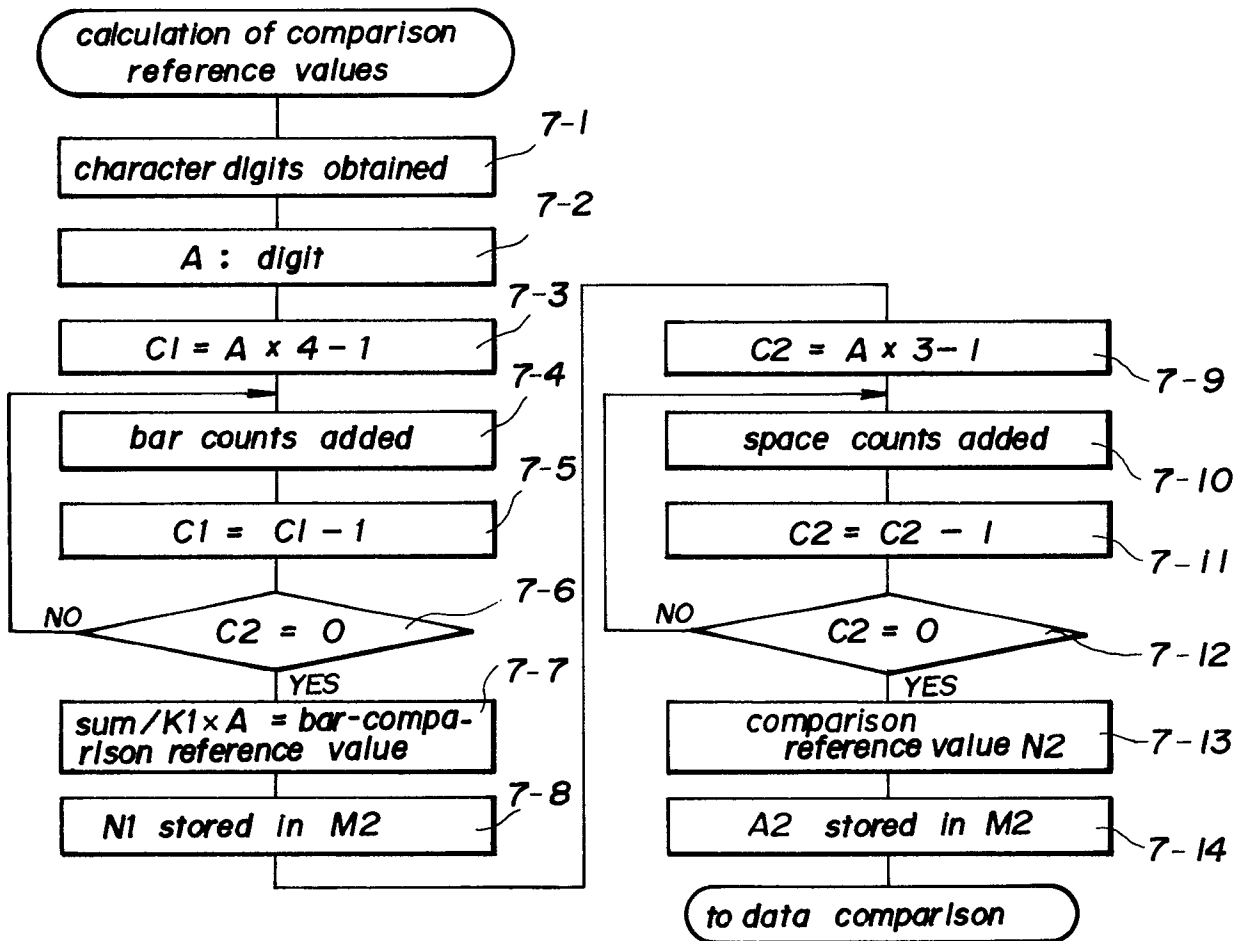 calculation of comparison
reference values
7-1
character digits obtained
7-2
A : digit
7-3
C1 = A × 4 - 1
7-4
bar counts added
7-5
C1 = C1 - 1
7-6
NO
C2 = 0
YES
7-7
sum/K1×A = bar-compa-
rison reference value
7-8
N1 stored in M2
C2 = A × 3 - 1
7-9
space counts added
7-10
C2 = C2 - 1
7-11
NO
C2 = 0
7-12
YES
comparison
reference value N2
7-13
A2 stored in M2
7-14
to data comparison